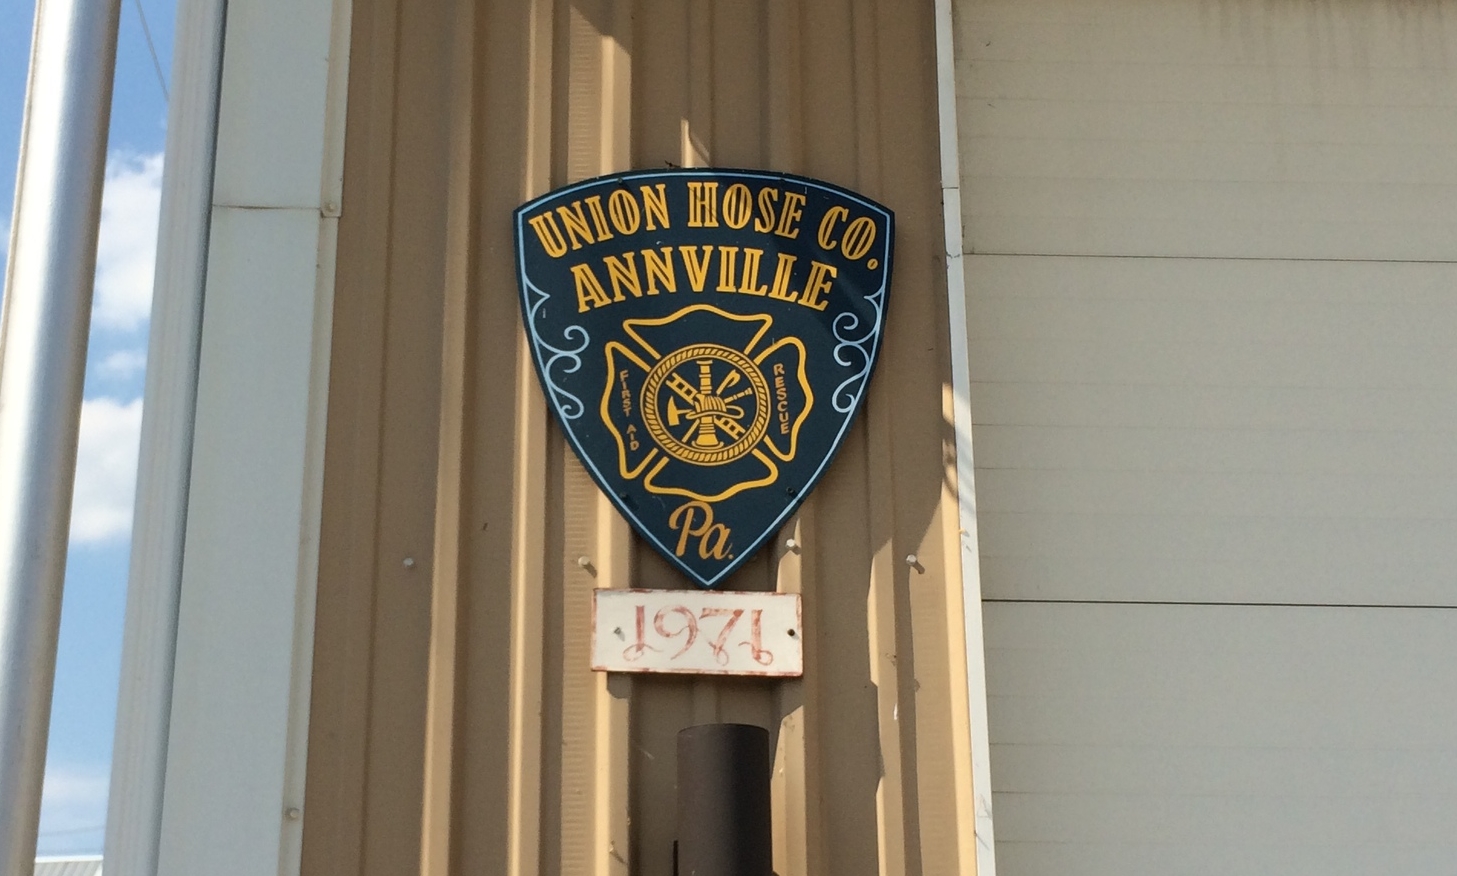 UNION HOSE CO.
ANNVILLE
FIRST AID
RESCUE
Pa.
1971